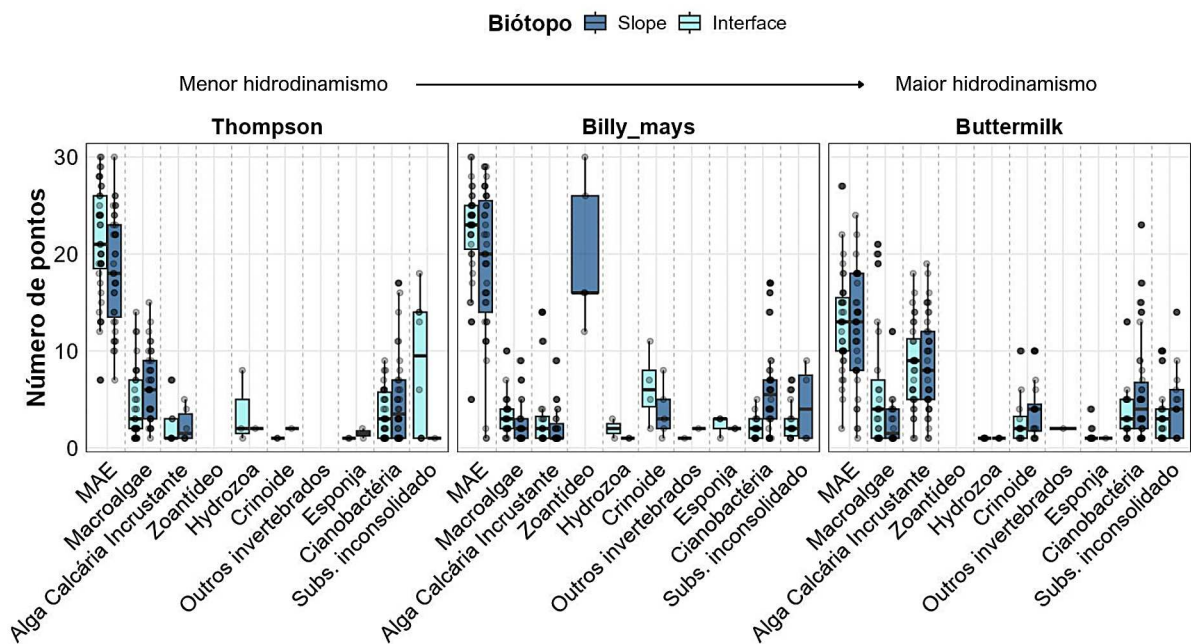 Biótopo Slope Interface
Menor hidrodinamismo Maior hidrodinamismo
Thompson Billy_mays Buttermilk
Número de pontos
30
20
10
0
MAE
Macroalgae
Alga Calcária Incrustante
Zoantídeo
Hydrozoa
Crinoide
Outros invertebrados
Esponja
Cianobactéria
Subs. inconsolidado
MAE
Macroalgae
Alga Calcária Incrustante
Zoantídeo
Hydrozoa
Crinoide
Outros invertebrados
Esponja
Cianobactéria
Subs. inconsolidado
MAE
Macroalgae
Alga Calcária Incrustante
Zoantídeo
Hydrozoa
Crinoide
Outros invertebrados
Esponja
Cianobactéria
Subs. inconsolidado